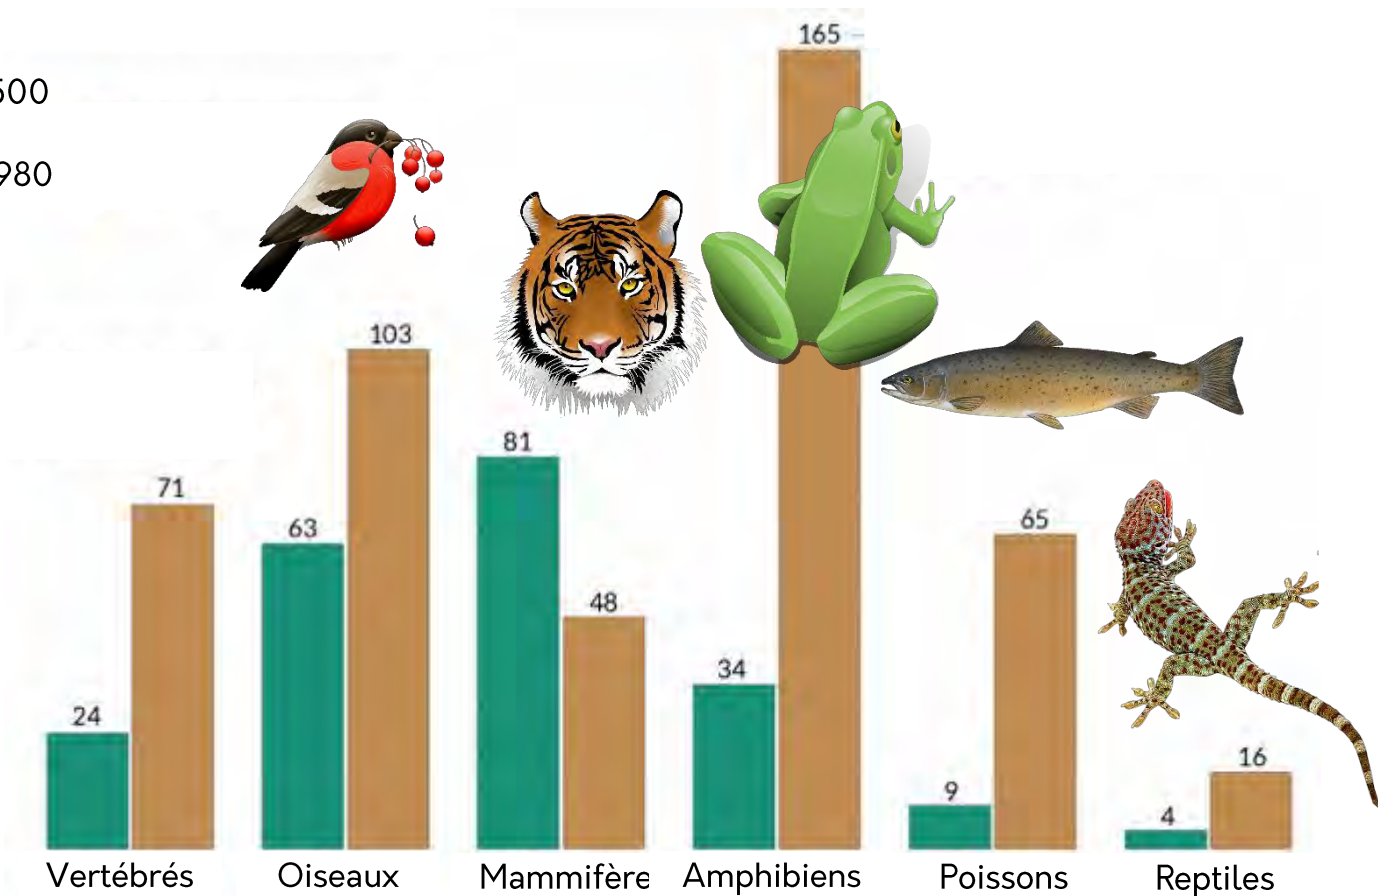 500
980
165
103
81
71
63
65
48
34
24
9
4
16
Vertébrés
Oiseaux
Mammifère
Amphibiens
Poissons
Reptiles